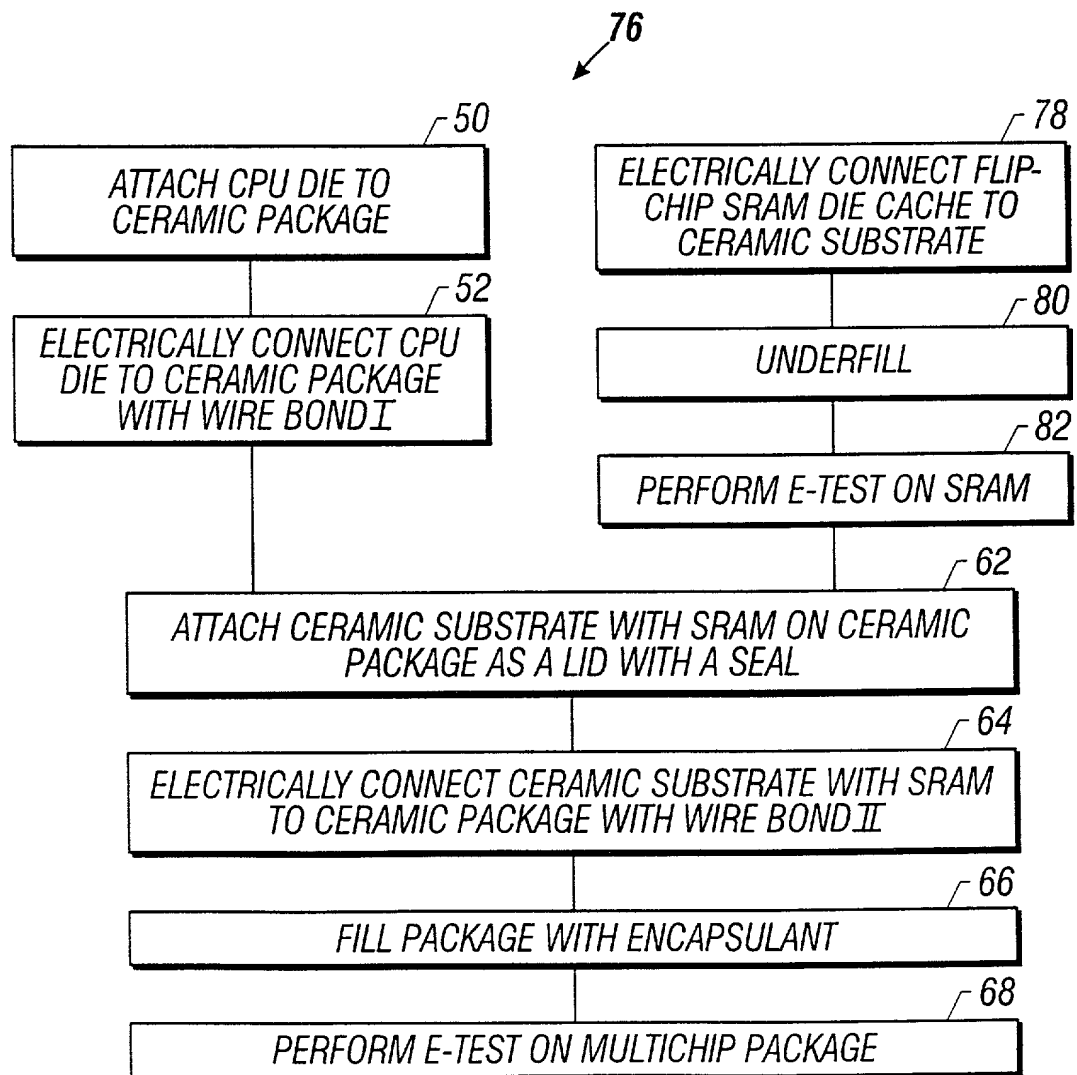 76
50
ATTACH CPU DIE TO
CERAMIC PACKAGE
52
ELECTRICALLY CONNECT CPU
DIE TO CERAMIC PACKAGE
WITH WIRE BOND I
78
ELECTRICALLY CONNECT FLIP-
CHIP SRAM DIE CACHE TO
CERAMIC SUBSTRATE
80
UNDERFILL
82
PERFORM E-TEST ON SRAM
62
ATTACH CERAMIC SUBSTRATE WITH SRAM ON CERAMIC
PACKAGE AS A LID WITH A SEAL
64
ELECTRICALLY CONNECT CERAMIC SUBSTRATE WITH SRAM
TO CERAMIC PACKAGE WITH WIRE BOND II
66
FILL PACKAGE WITH ENCAPSULANT
68
PERFORM E-TEST ON MULTICHIP PACKAGE